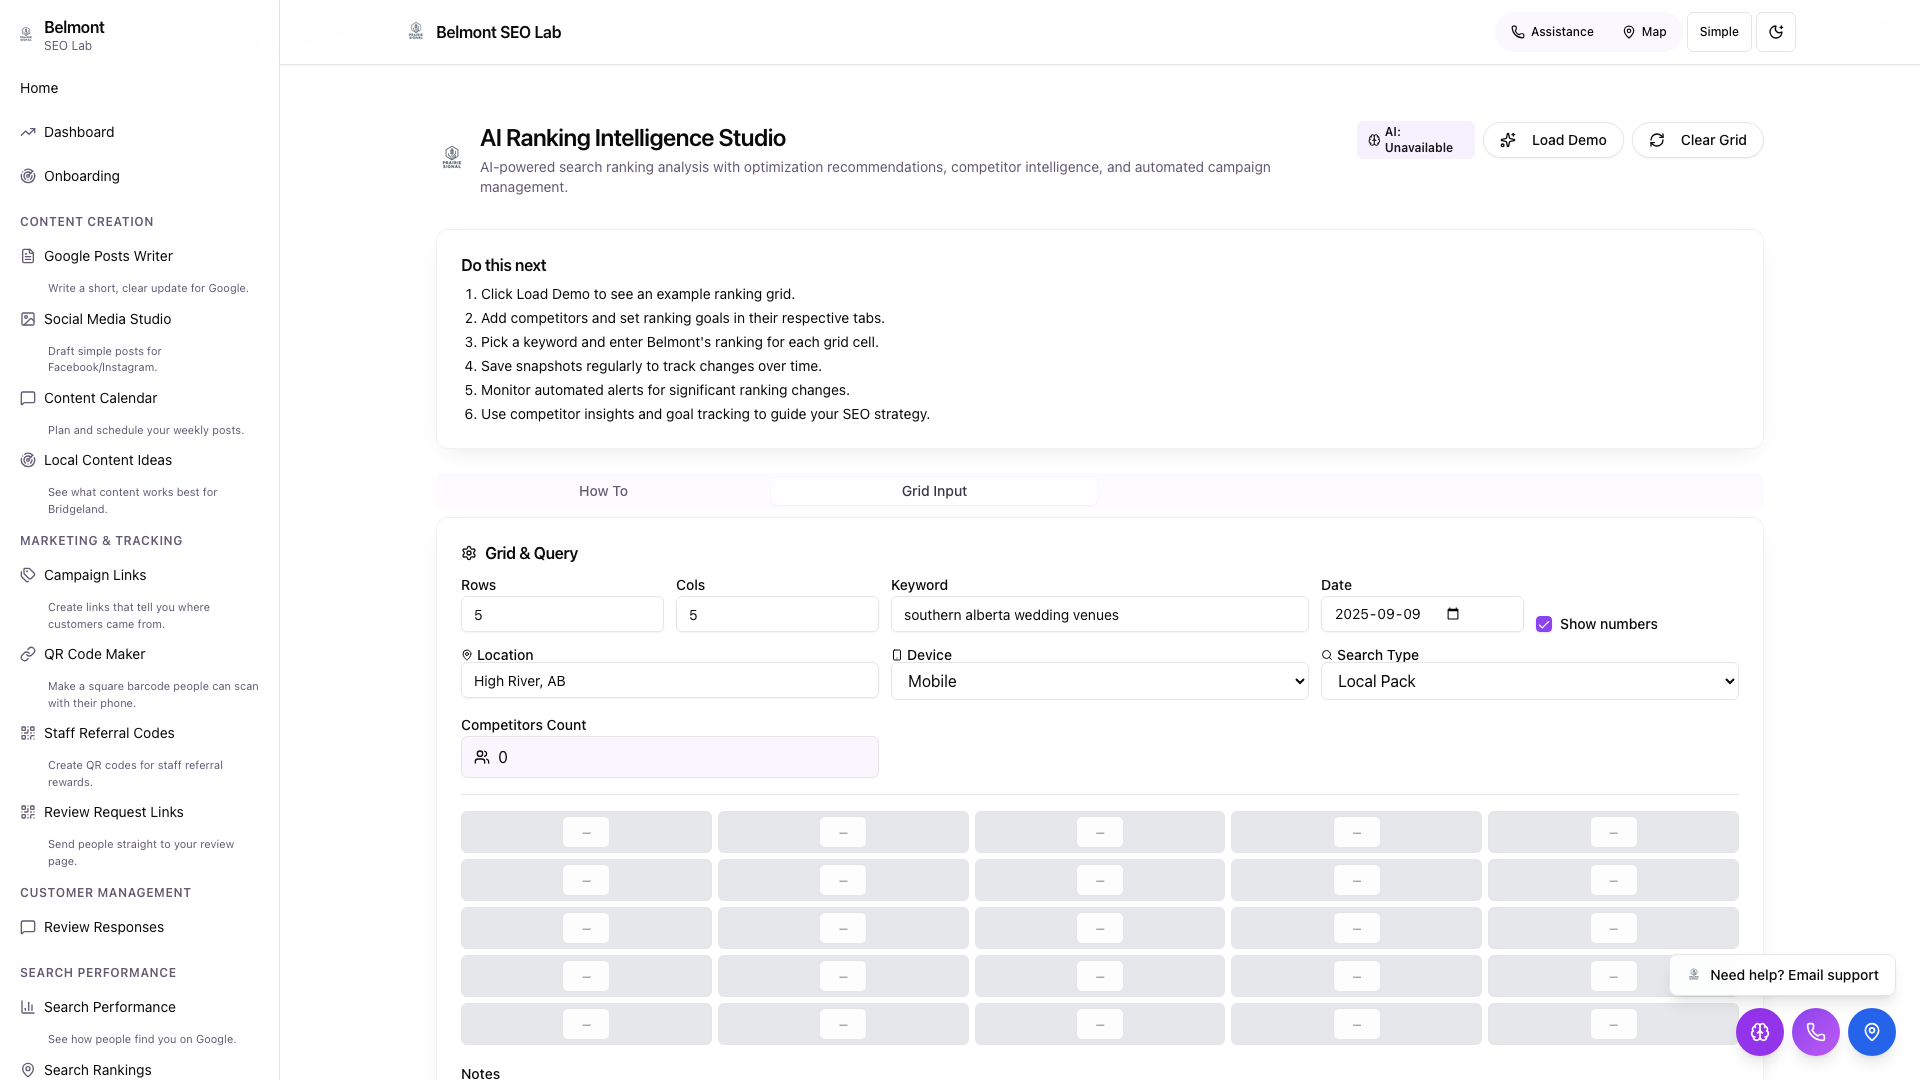 Belmont
SEO Lab
Home
Dashboard
Onboarding
CONTENT CREATION
Google Posts Writer
Write a short, clear update for Google.
Social Media Studio
Draft simple posts for
Facebook/Instagram.
Content Calendar
Plan and schedule your weekly posts.
Local Content Ideas
See what content works best for
Bridgeland.
MARKETING & TRACKING
Campaign Links
Create links that tell you where
customers came from.
QR Code Maker
Make a square barcode people can scan
with their phone.
Staff Referral Codes
Create QR codes for staff referral
rewards.
Review Request Links
Send people straight to your review
page.
CUSTOMER MANAGEMENT
Review Responses
SEARCH PERFORMANCE
Search Performance
See how people find you on Google.
Search Rankings
Belmont SEO Lab
Assistance
Map
Simple
PRAIRIE
SIGNAL
AI Ranking Intelligence Studio
AI-powered search ranking analysis with optimization recommendations, competitor intelligence, and automated campaign
management.
AI:
Unavailable
Load Demo
Clear Grid
Do this next
1. Click Load Demo to see an example ranking grid.
2. Add competitors and set ranking goals in their respective tabs.
3. Pick a keyword and enter Belmont's ranking for each grid cell.
4. Save snapshots regularly to track changes over time.
5. Monitor automated alerts for significant ranking changes.
6. Use competitor insights and goal tracking to guide your SEO strategy.
How To
Grid Input
Grid & Query
Rows
Cols
Keyword
Date
5
5
southern alberta wedding venues
2025-09-09
Show numbers
Location
Device
Search Type
High River, AB
Mobile
Local Pack
Competitors Count
0
– – – – –
– – – – –
– – – – –
– – – – –
– – – – –
Notes
Need help? Email support